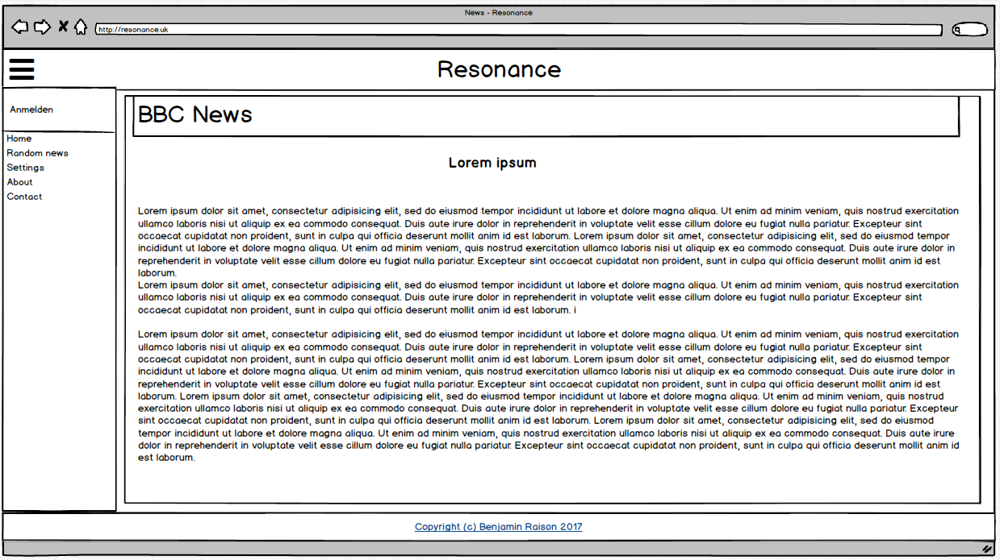 News - Resonance
http://resonance.uk
Resonance
Anmelden
Home
Random news
Settings
About
Contact
BBC News
Lorem ipsum
Lorem ipsum dolor sit amet, consectetur adipisicing elit, sed do eiusmod tempor incididunt ut labore et dolore magna aliqua. Ut enim ad minim veniam, quis nostrud exercitation
ullamco laboris nisi ut aliquip ex ea commodo consequat. Duis aute irure dolor in reprehenderit in voluptate velit esse cillum dolore eu fugiat nulla pariatur. Excepteur sint
occaecat cupidatat non proident, sunt in culpa qui officia deserunt mollit anim id est laborum. Lorem ipsum dolor sit amet, consectetur adipisicing elit, sed do eiusmod tempor
incididunt ut labore et dolore magna aliqua. Ut enim ad minim veniam, quis nostrud exercitation ullamco laboris nisi ut aliquip ex ea commodo consequat. Duis aute irure dolor in
reprehenderit in voluptate velit esse cillum dolore eu fugiat nulla pariatur. Excepteur sint occaecat cupidatat non proident, sunt in culpa qui officia deserunt mollit anim id est
laborum.
Lorem ipsum dolor sit amet, consectetur adipisicing elit, sed do eiusmod tempor incididunt ut labore et dolore magna aliqua. Ut enim ad minim veniam, quis nostrud exercitation
ullamco laboris nisi ut aliquip ex ea commodo consequat. Duis aute irure dolor in reprehenderit in voluptate velit esse cillum dolore eu fugiat nulla pariatur. Excepteur sint
occaecat cupidatat non proident, sunt in culpa qui officia deserunt mollit anim id est laborum. i
Lorem ipsum dolor sit amet, consectetur adipisicing elit, sed do eiusmod tempor incididunt ut labore et dolore magna aliqua. Ut enim ad minim veniam, quis nostrud exercitation
ullamco laboris nisi ut aliquip ex ea commodo consequat. Duis aute irure dolor in reprehenderit in voluptate velit esse cillum dolore eu fugiat nulla pariatur. Excepteur sint
occaecat cupidatat non proident, sunt in culpa qui officia deserunt mollit anim id est laborum. Lorem ipsum dolor sit amet, consectetur adipisicing elit, sed do eiusmod tempor
incididunt ut labore et dolore magna aliqua. Ut enim ad minim veniam, quis nostrud exercitation ullamco laboris nisi ut aliquip ex ea commodo consequat. Duis aute irure dolor in
reprehenderit in voluptate velit esse cillum dolore eu fugiat nulla pariatur. Excepteur sint occaecat cupidatat non proident, sunt in culpa qui officia deserunt mollit anim id est
laborum. Lorem ipsum dolor sit amet, consectetur adipisicing elit, sed do eiusmod tempor incididunt ut labore et dolore magna aliqua. Ut enim ad minim veniam, quis nostrud
exercitation ullamco laboris nisi ut aliquip ex ea commodo consequat. Duis aute irure dolor in reprehenderit in voluptate velit esse cillum dolore eu fugiat nulla pariatur. Excepteur
sint occaecat cupidatat non proident, sunt in culpa qui officia deserunt mollit anim id est laborum. Lorem ipsum dolor sit amet, consectetur adipisicing elit, sed do eiusmod
tempor incididunt ut labore et dolore magna aliqua. Ut enim ad minim veniam, quis nostrud exercitation ullamco laboris nisi ut aliquip ex ea commodo consequat. Duis aute irure
dolor in reprehenderit in voluptate velit esse cillum dolore eu fugiat nulla pariatur. Excepteur sint occaecat cupidatat non proident, sunt in culpa qui officia deserunt mollit anim id
est laborum.
Copyright (c) Benjamin Raison 2017